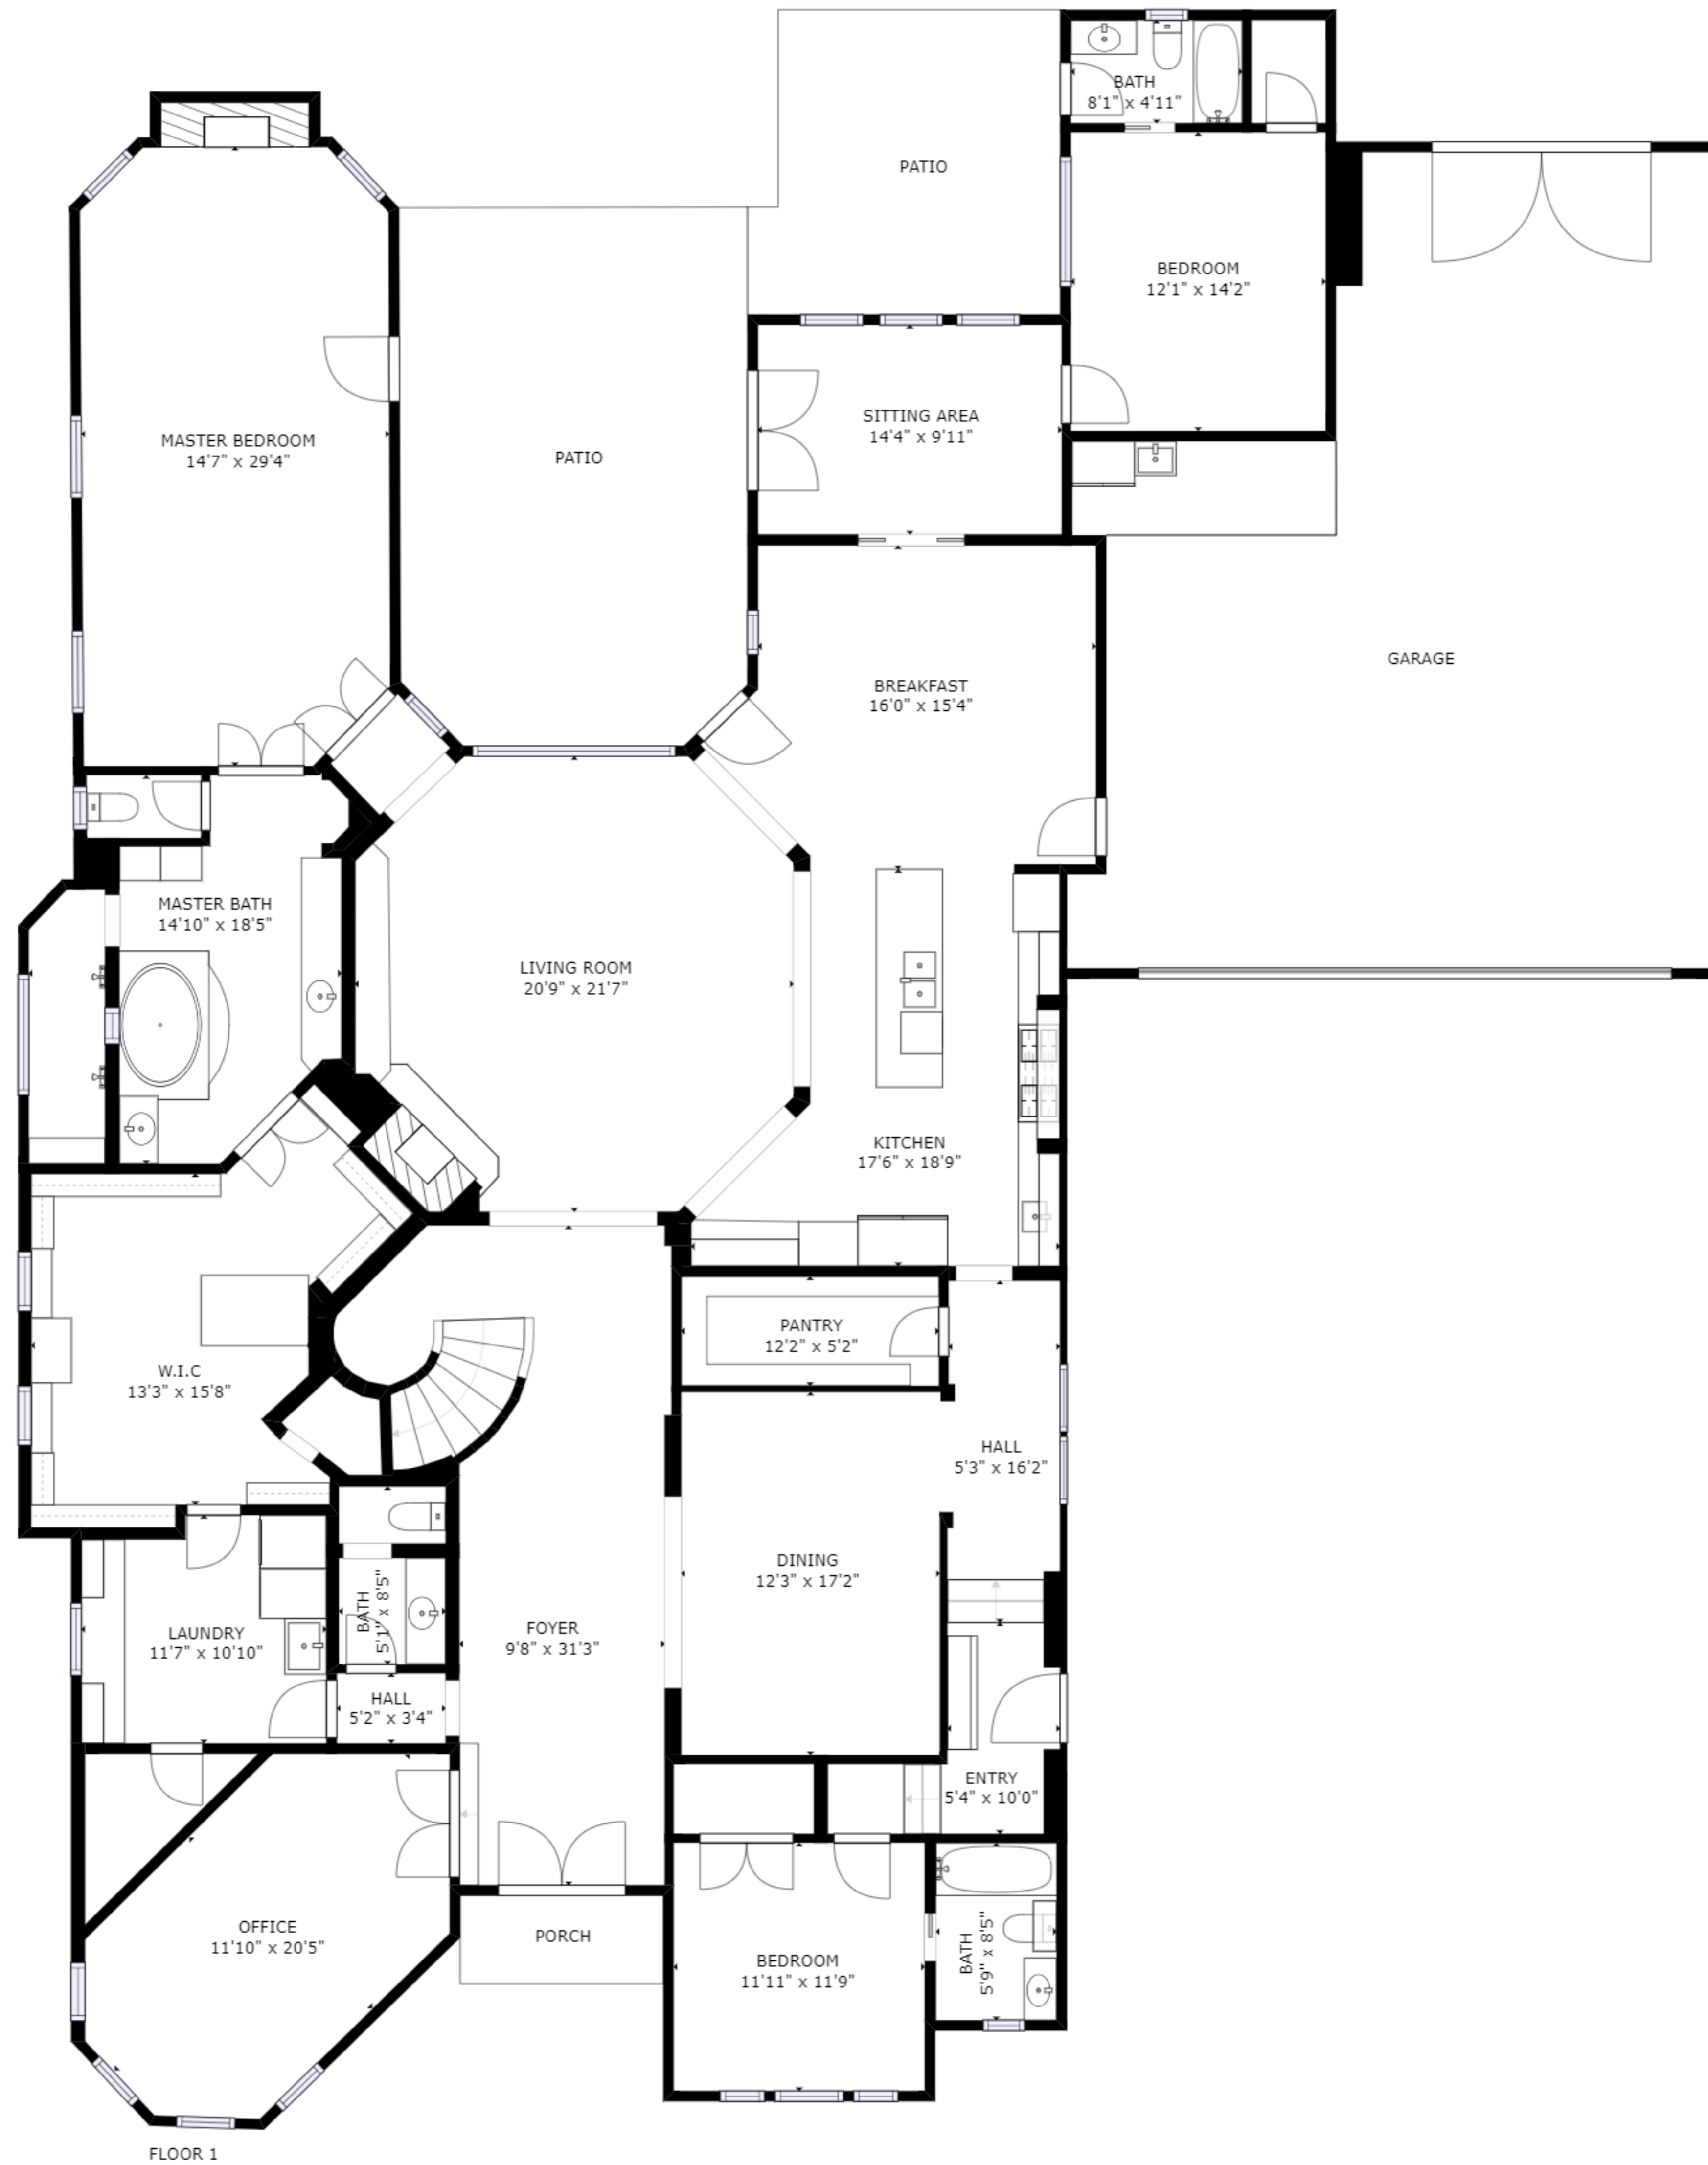 BATH
8'1" x 4'11"
PATIO
BEDROOM
12'1" x 14'2"
SITTING AREA
14'4" x 9'11"
MASTER BEDROOM
14'7" x 29'4"
PATIO
GARAGE
BREAKFAST
16'0" x 15'4"
MASTER BATH
14'10" x 18'5"
LIVING ROOM
20'9" x 21'7"
KITCHEN
17'6" x 18'9"
PANTRY
12'2" x 5'2"
W.I.C
13'3" x 15'8"
HALL
5'3" x 16'2"
DINING
12'3" x 17'2"
BATH
5'1" x 8'5"
FOYER
9'8" x 31'3"
LAUNDRY
11'7" x 10'10"
HALL
5'2" x 3'4"
ENTRY
5'4" x 10'0"
OFFICE
11'10" x 20'5"
PORCH
BEDROOM
11'11" x 11'9"
BATH
5'9" x 8'5"
FLOOR 1